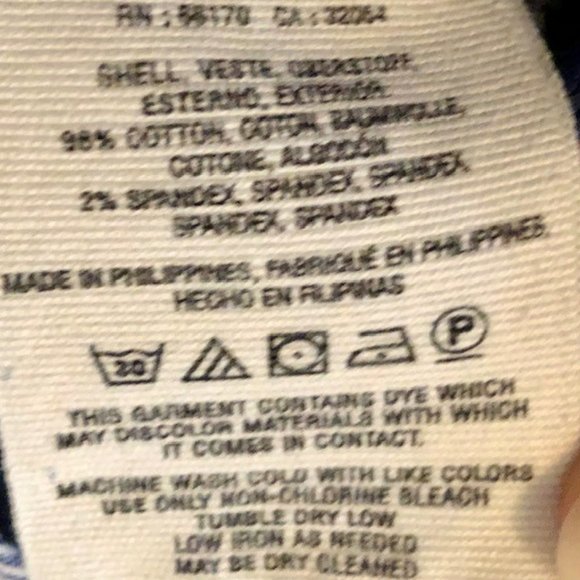 RN : 66170 CA : 32064
SHELL, VESTE, OBERSTOFF,
ESTERNO, EXTERIOR:
98% COTTON, COTON, BAUMWOLLE,
COTONE, ALGODÓN
2% SPANDEX, SPANDEX, SPANDEX,
SPANDEX, SPANDEX
MADE IN PHILIPPINES, FABRIQUÉ EN PHILIPPINES,
HECHO EN FILIPINAS
30 P
THIS GARMENT CONTAINS DYE WHICH
MAY DISCOLOR MATERIALS WITH WHICH
IT COMES IN CONTACT.
MACHINE WASH COLD WITH LIKE COLORS
USE ONLY NON-CHLORINE BLEACH
TUMBLE DRY LOW
LOW IRON AS NEEDED
MAY BE DRY CLEANED